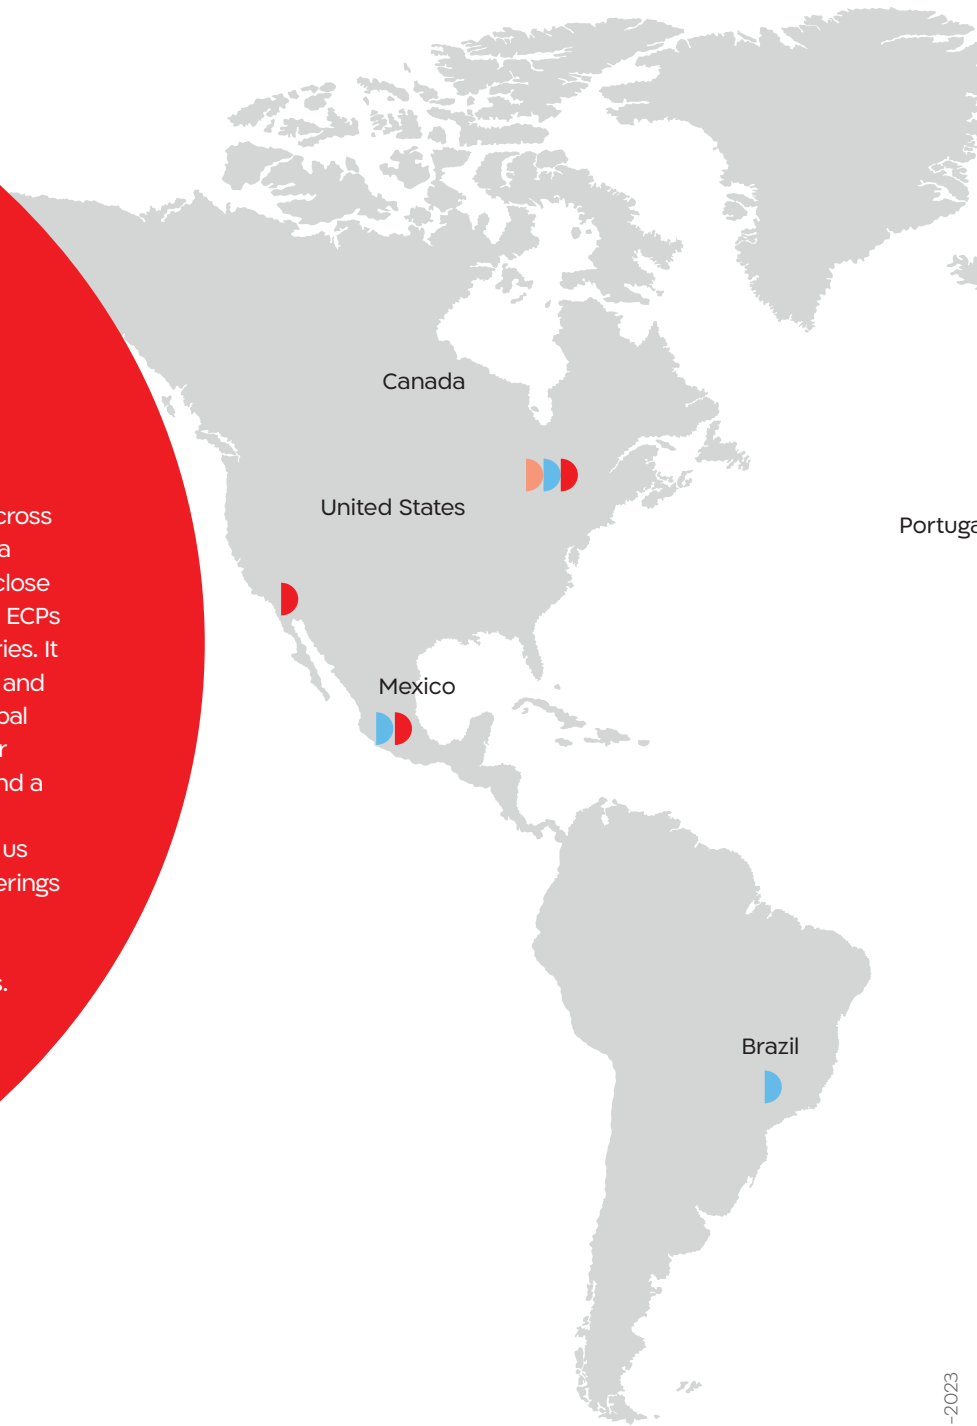 cross
a
close
ECPs
ries. It
and
bal
r
nd a
us
erings
s.
Canada
United States
Portuga
Mexico
Brazil
-2023